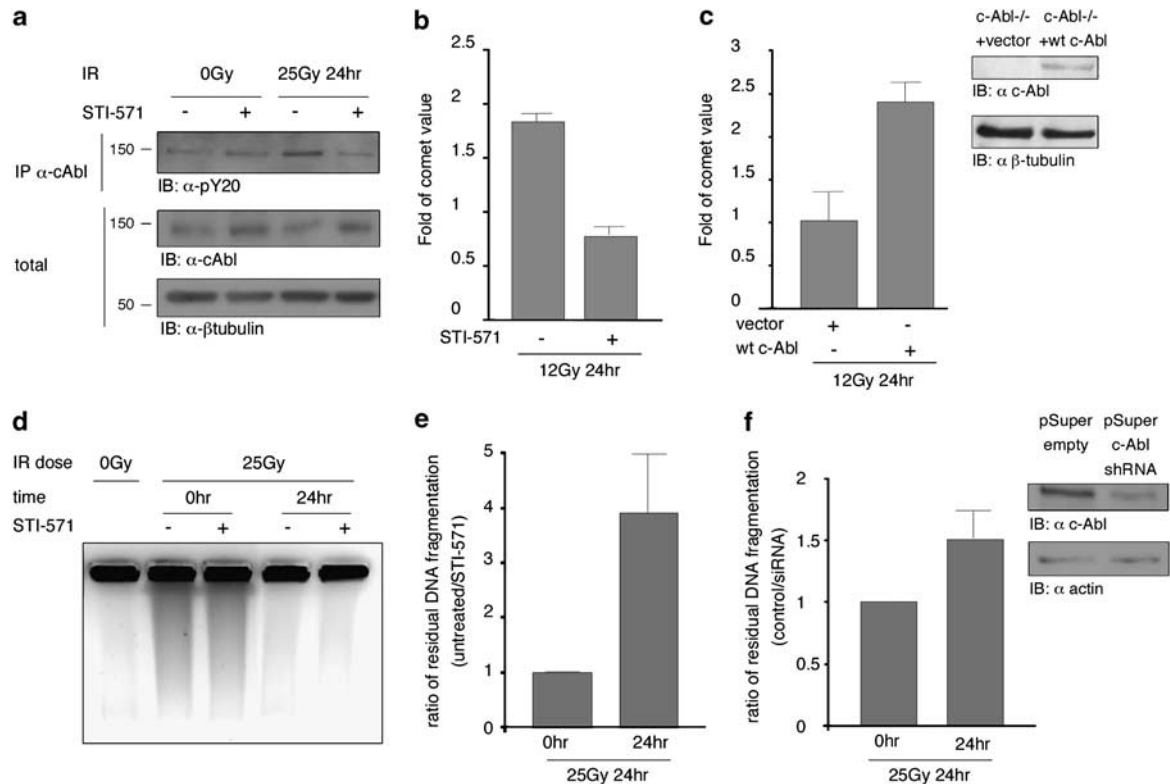 a
IR
0Gy
25Gy 24hr
STI-571
- + - +
IP α-cAbl
150
IB: α-pY20
total
150
IB: α-cAbl
50
IB: α-βtubulin
b
Fold of comet value
2.5
2
1.5
1
0.5
0
STI-571
- +
12Gy 24hr
c
Fold of comet value
3
2.5
2
1.5
1
0.5
0
vector + -
wt c-Abl - +
12Gy 24hr
c-Abl-/- c-Abl-/-
+vector +wt c-Abl
IB: α c-Abl
IB: α β-tubulin
d
IR dose 0Gy 25Gy
time 0hr 24hr
STI-571 - + - +
e
ratio of residual DNA fragmentation
(untreated/STI-571)
5
4
3
2
1
0
0hr 24hr
25Gy 24hr
f
ratio of residual DNA fragmentation
(control/siRNA)
2
1.5
1
0.5
0
0hr 24hr
25Gy 24hr
pSuper pSuper
empty c-Abl
shRNA
IB: α c-Abl
IB: α actin